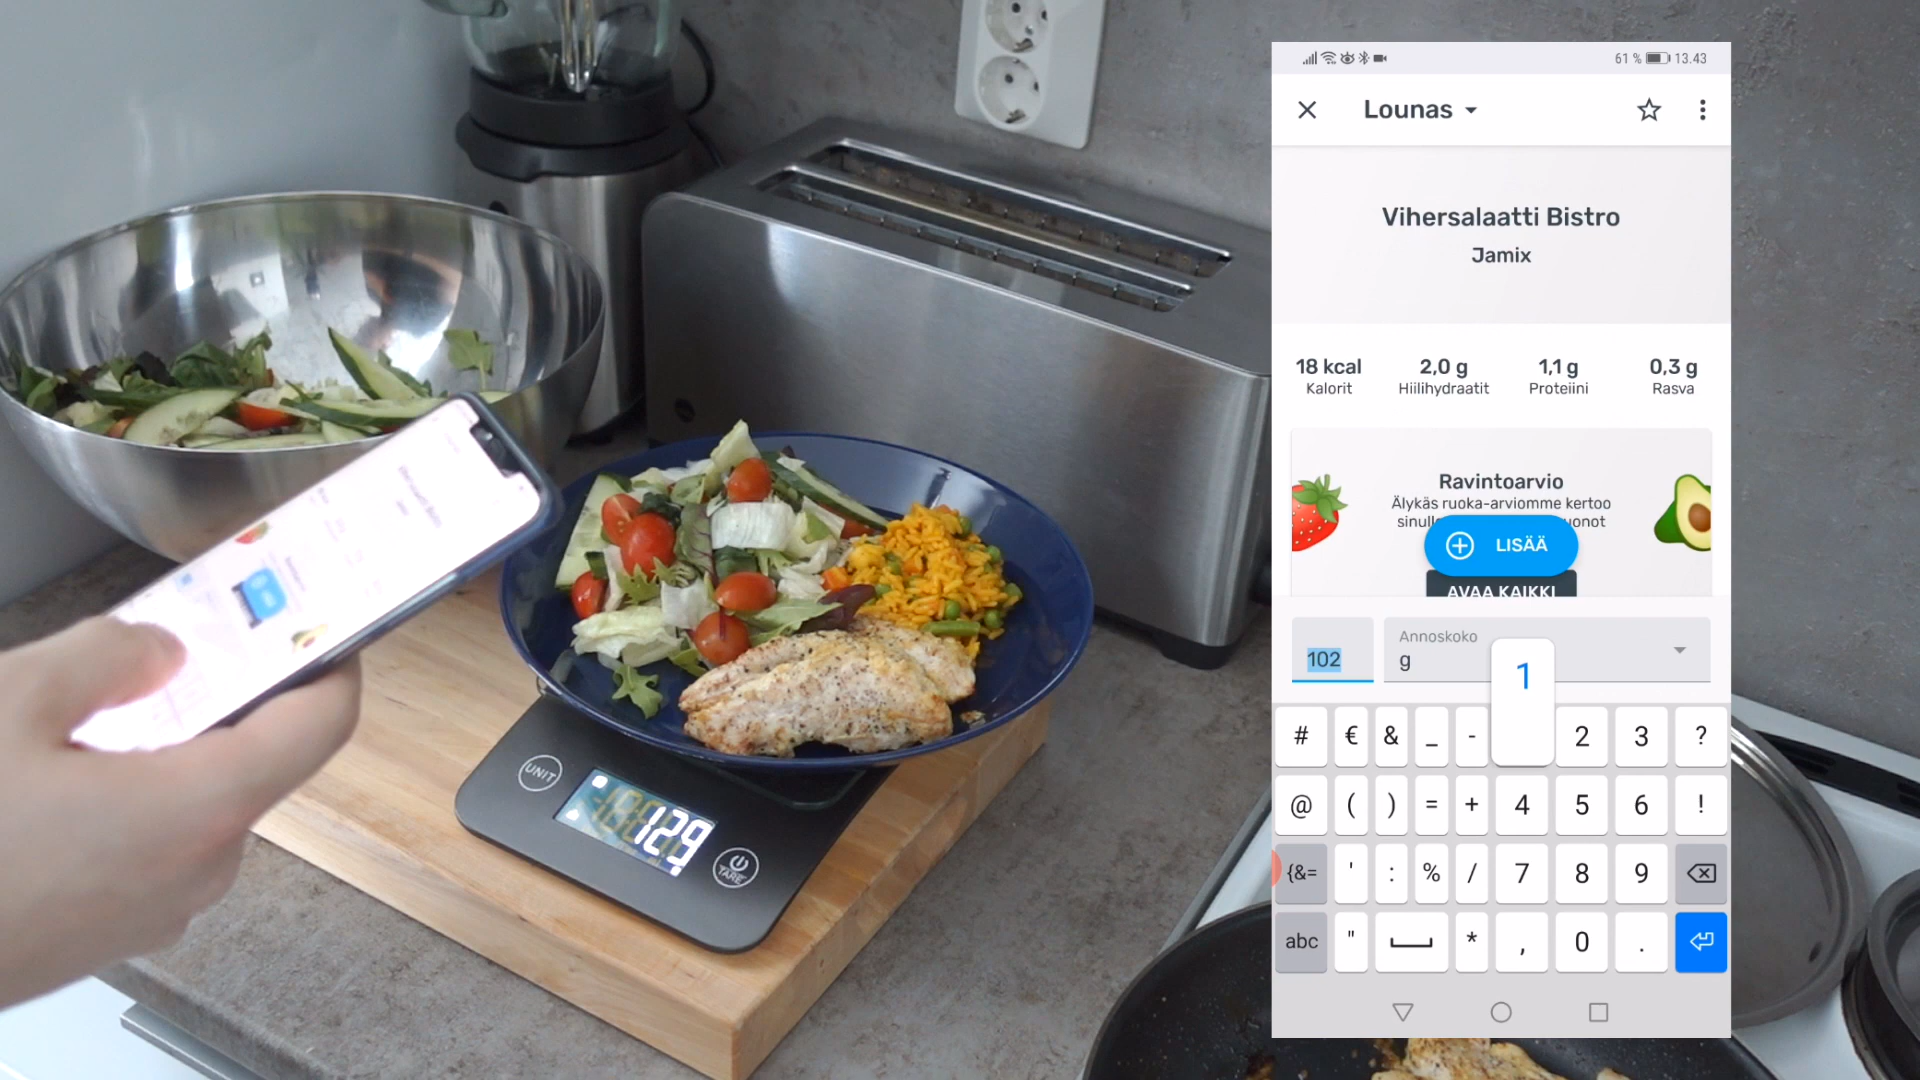 61 % 13.43
Lounas
Vihersalaatti Bistro
Jamix
18 kcal 2,0 g 1,1 g 0,3 g
Kalorit Hiilihydraatit Proteiini Rasva
Ravintoarvio
Älykäs ruoka-arviomme kertoo
LISÄÄ
AVAA KAIKKI
Annoskoko
102 g
1
# € & _ - 2 3 ?
@ ( ) = + 4 5 6 !
{&= ' : % / 7 8 9
abc " * , 0 .
UNIT
129
TARE